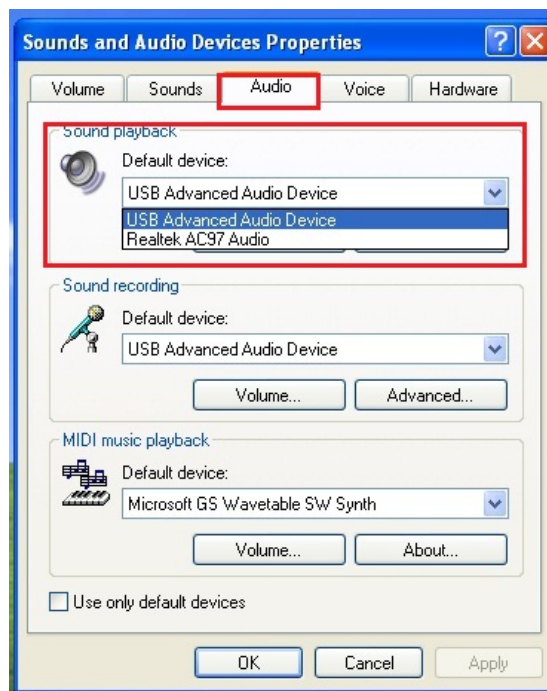 Sounds and Audio Devices Properties
Volume Sounds Audio Voice Hardware
Sound playback
Default device:
USB Advanced Audio Device
USB Advanced Audio Device
Realtek AC97 Audio
Sound recording
Default device:
USB Advanced Audio Device
Volume... Advanced...
MIDI music playback
Default device:
Microsoft GS Wavetable SW Synth
Volume... About...
Use only default devices
OK Cancel Apply